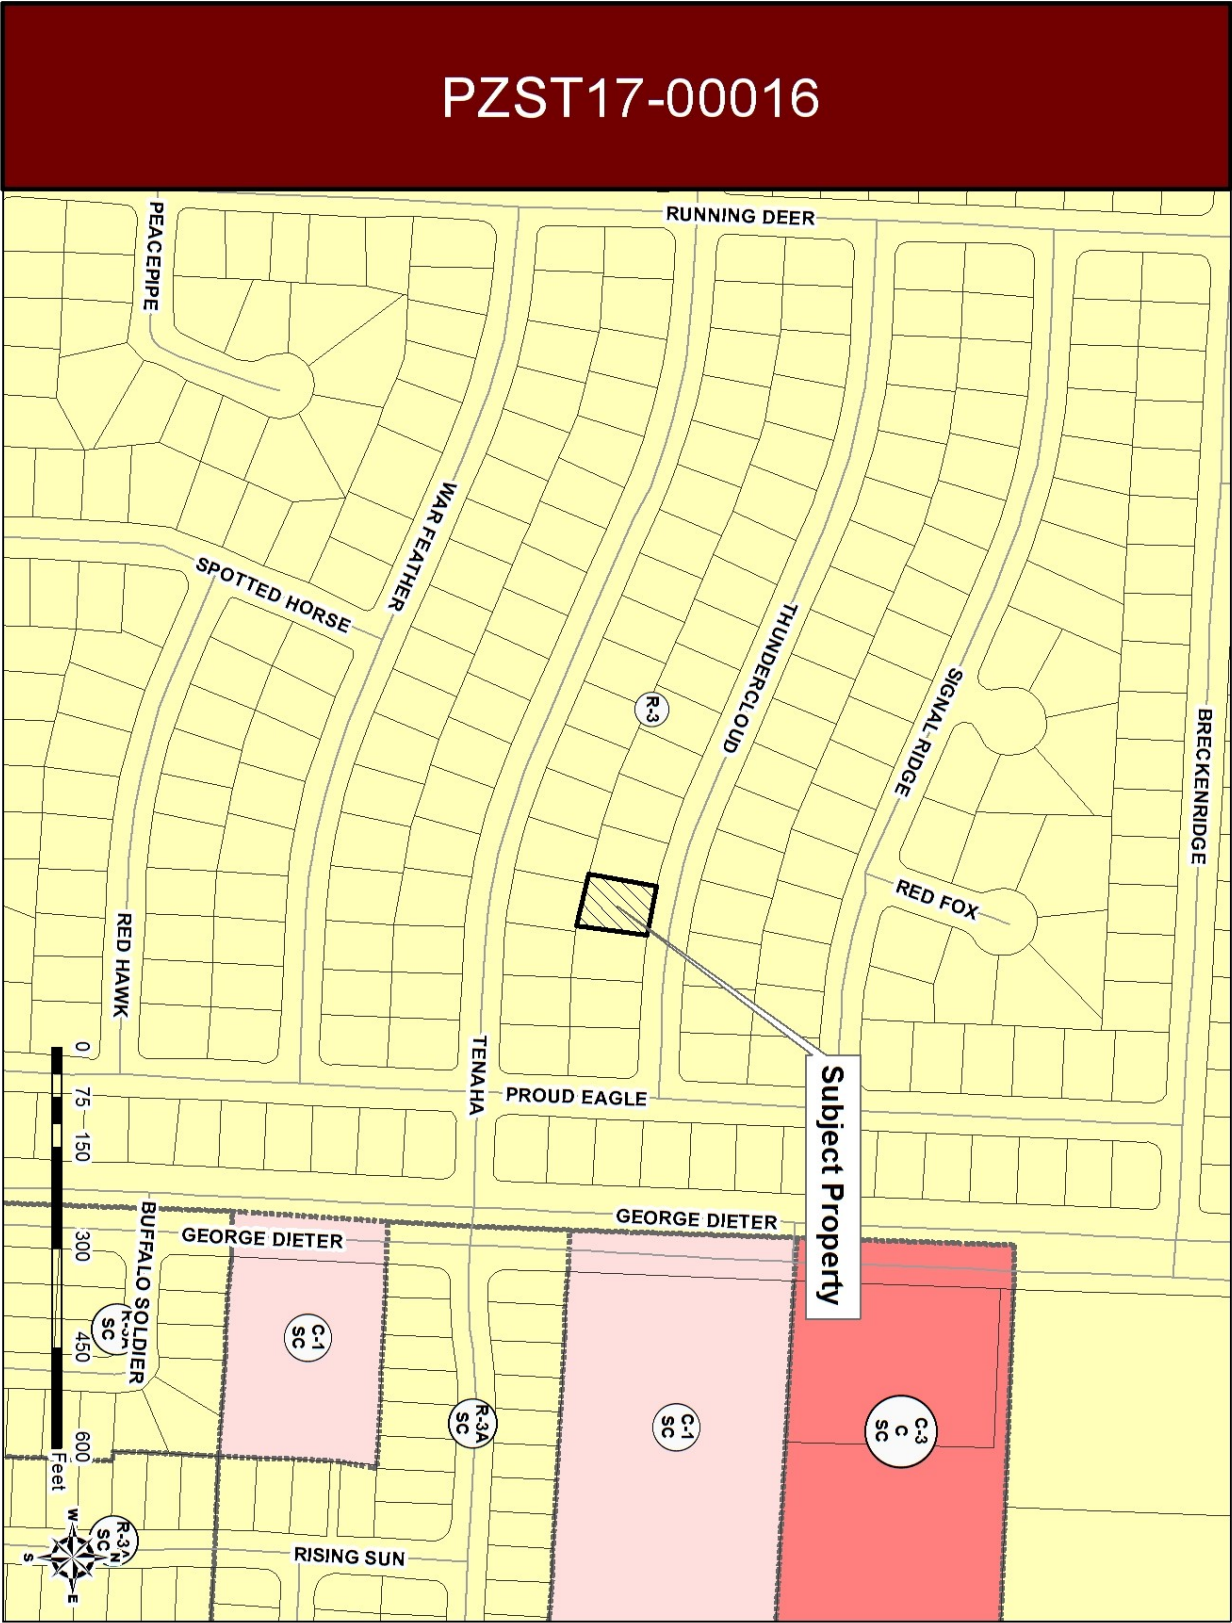 PZST17-00016
RUNNING DEER
PEACEPIPE
WAR FEATHER
SPOTTED HORSE
THUNDERCLOUD
R-3
SIGNAL RIDGE
BRECKENRIDGE
RED FOX
RED HAWK
TENAHA
PROUD EAGLE
Subject Property
GEORGE DIETER
GEORGE DIETER
BUFFALO SOLDIER
R-3A
SC
C-1
SC
R-3A
SC
C-1
SC
C-3
C
SC
RISING SUN
R-3A
SC
0 75 150 300 450 600
Feet
N
W
E
S